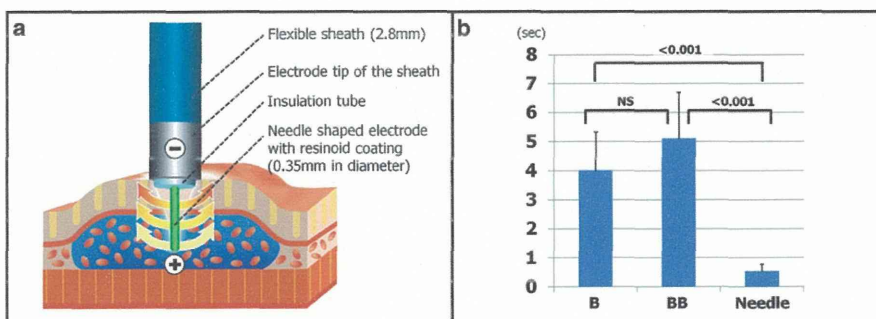 a
Flexible sheath (2.8mm)
Electrode tip of the sheath
Insulation tube
Needle shaped electrode
with resinoid coating
(0.35mm in diameter)
−
+
b
(sec)
8
7
6
5
4
3
2
1
0
<0.001
NS
<0.001
B
BB
Needle